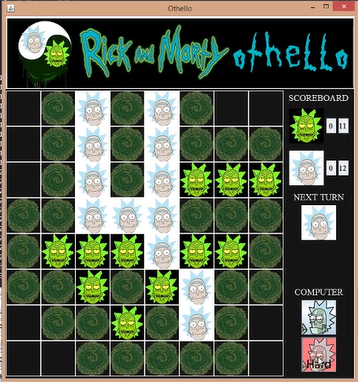 Othello
Rick and Morty othello
SCOREBOARD
0 11
0 12
NEXT TURN
COMPUTER
Hard